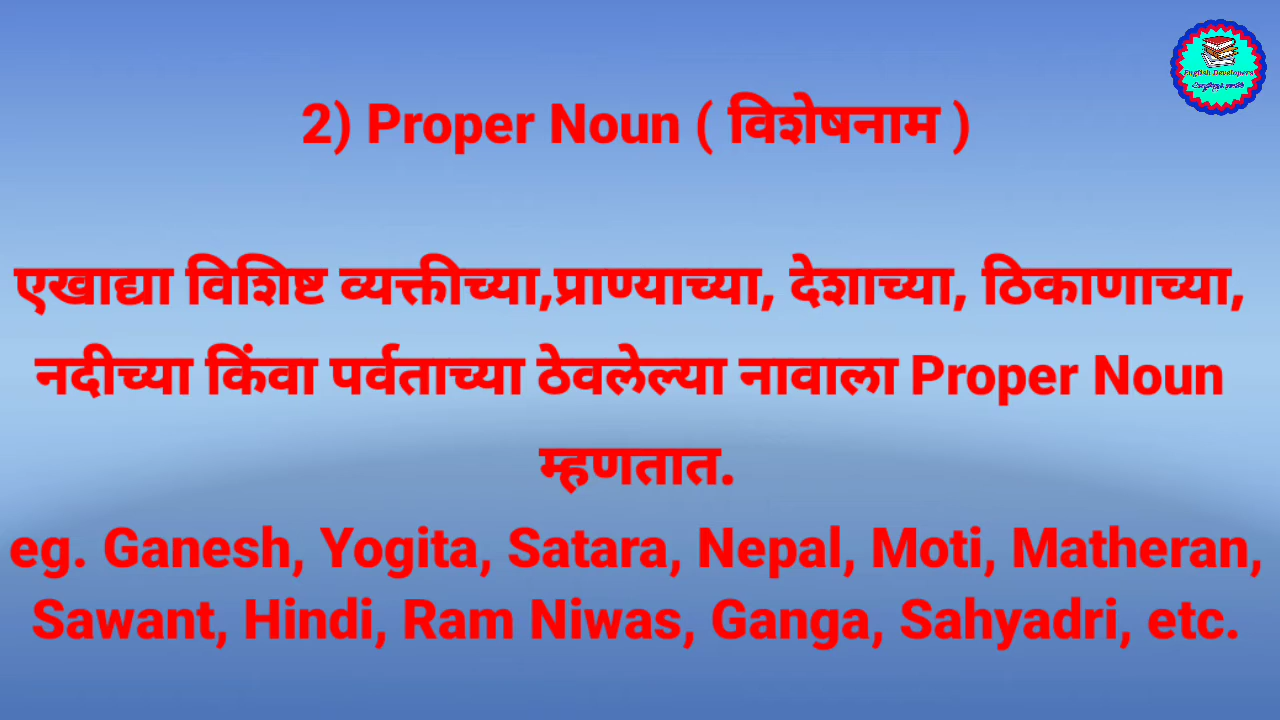 English Developers
2) Proper Noun ( विशेषनाम )
एखाद्या विशिष्ट व्यक्तीच्या,प्राण्याच्या, देशाच्या, ठिकाणाच्या,
नदीच्या किंवा पर्वताच्या ठेवलेल्या नावाला Proper Noun
म्हणतात.
eg. Ganesh, Yogita, Satara, Nepal, Moti, Matheran,
Sawant, Hindi, Ram Niwas, Ganga, Sahyadri, etc.